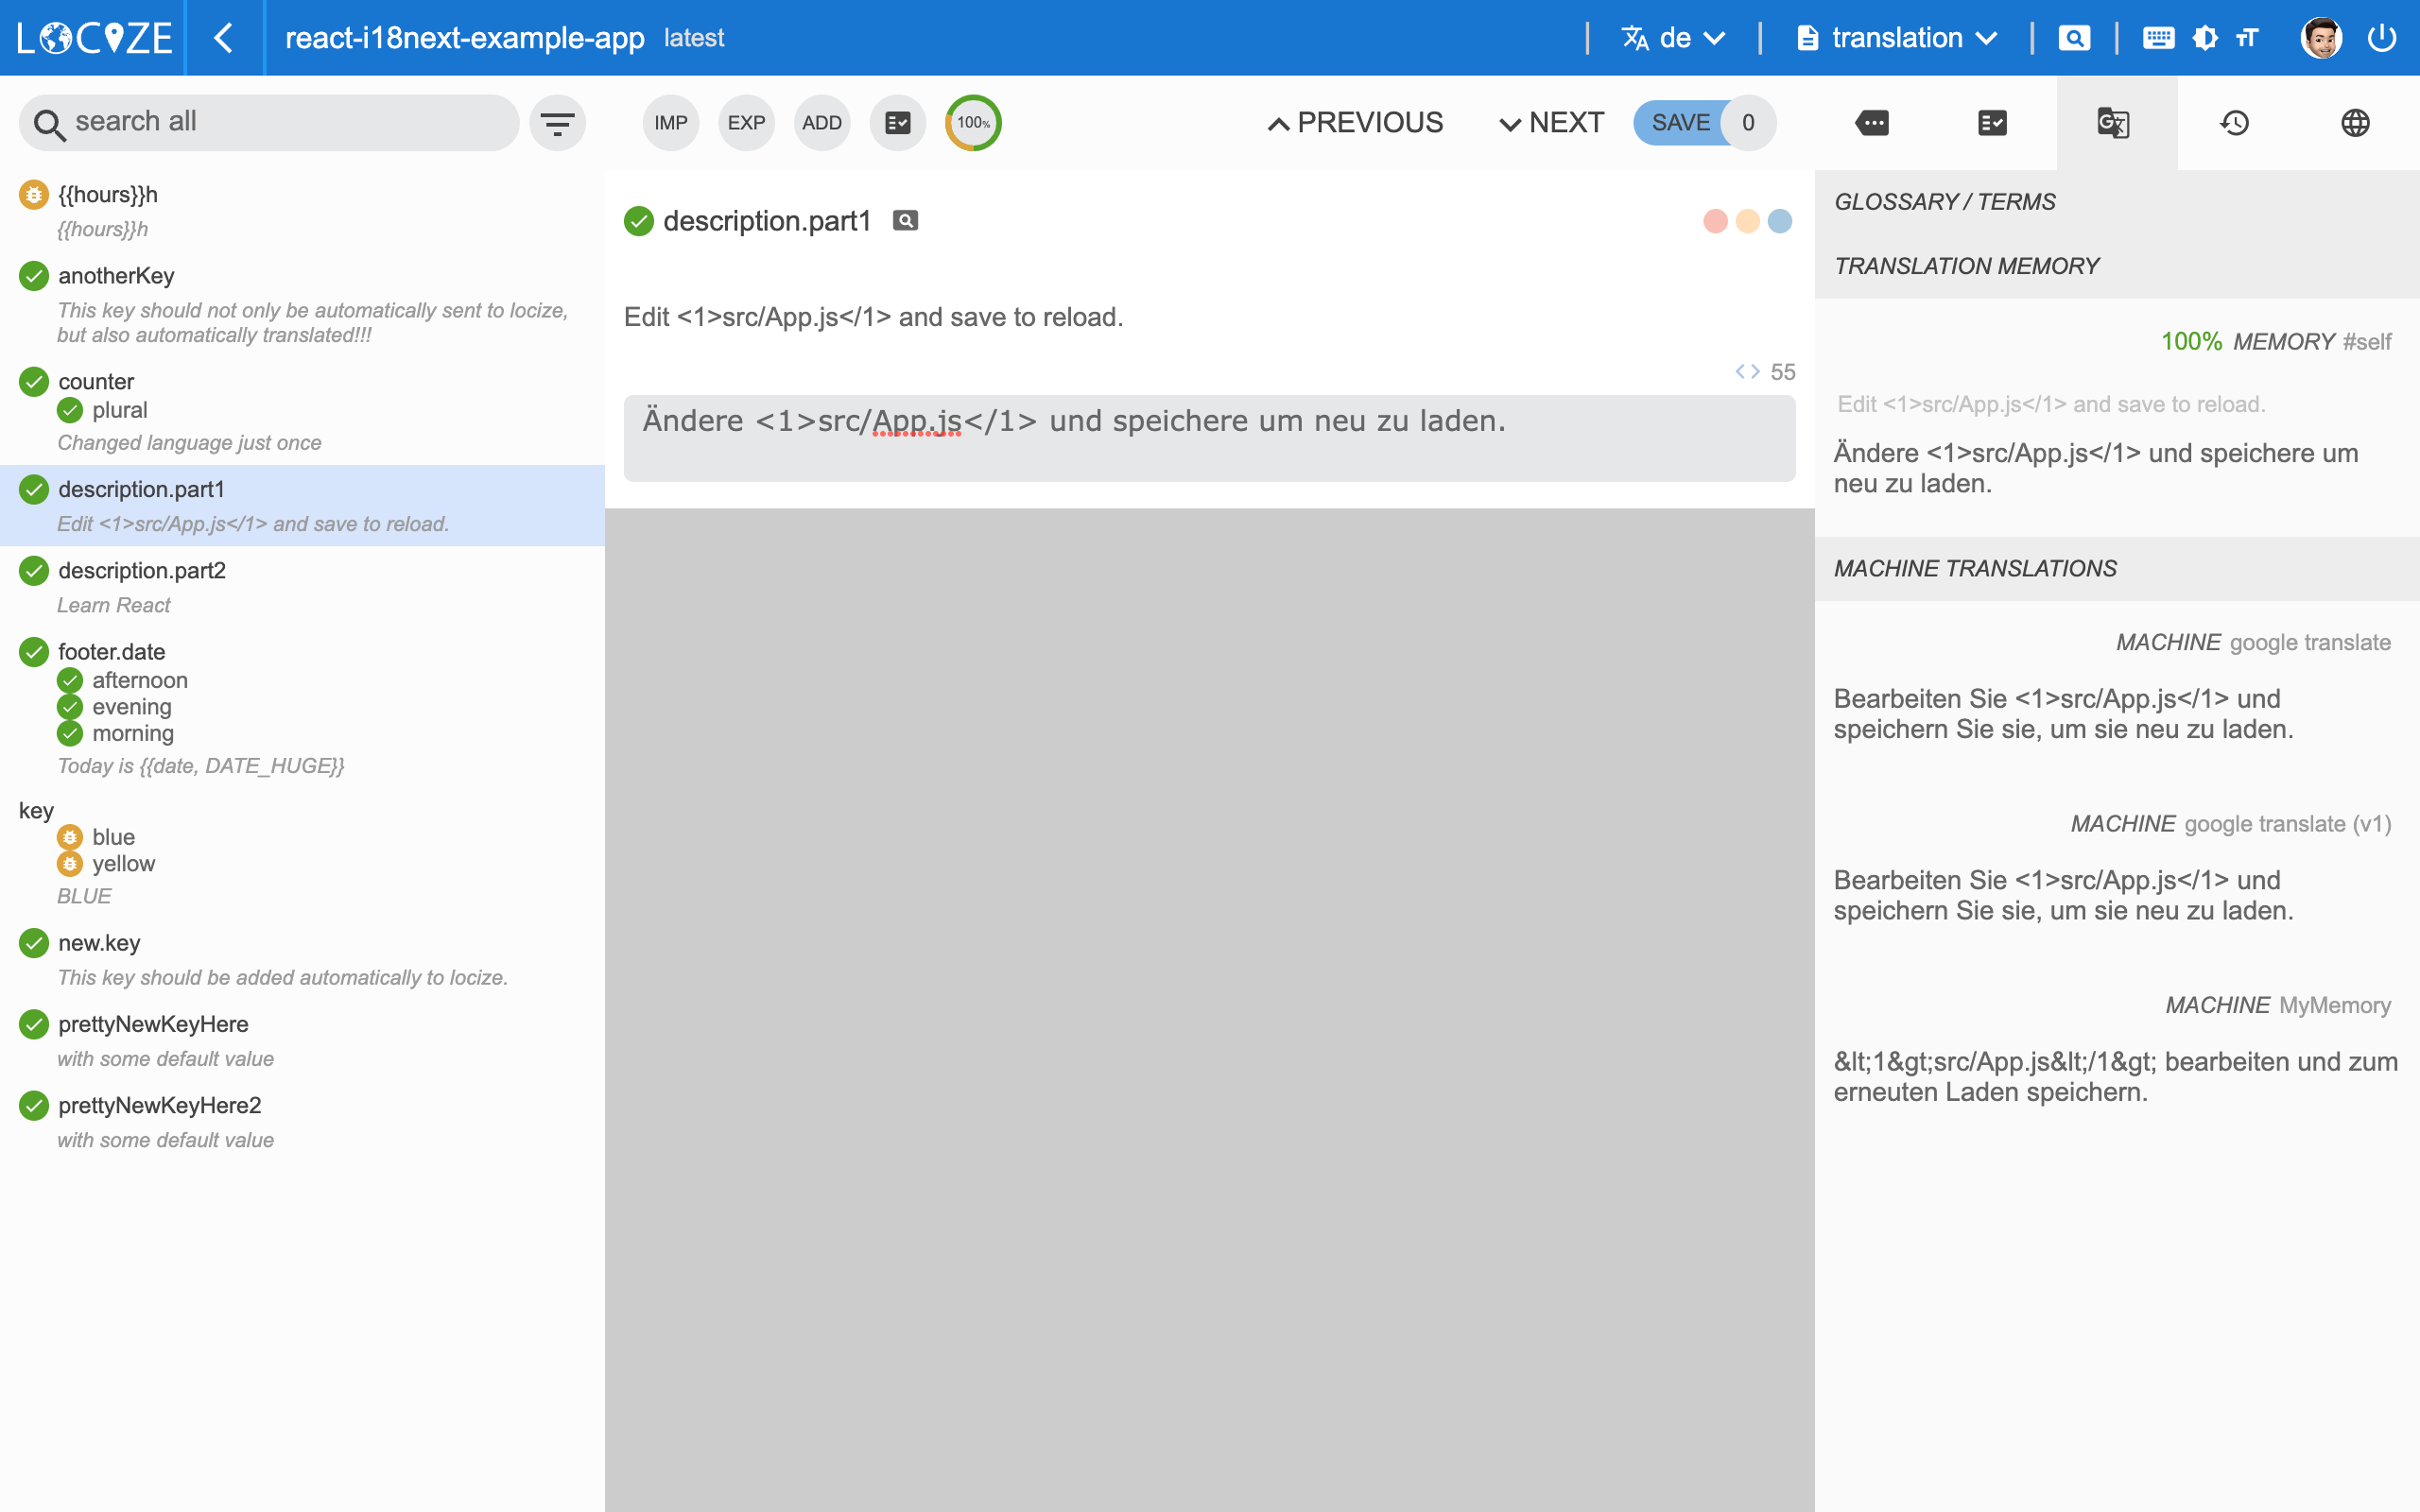 LOCIZE
react-i18next-example-app latest
de
translation
search all
IMP
EXP
ADD
100%
PREVIOUS
NEXT
SAVE 0
{{hours}}h
{{hours}}h
anotherKey
This key should not only be automatically sent to locize,
but also automatically translated!!!
counter
plural
Changed language just once
description.part1
Edit <1>src/App.js</1> and save to reload.
description.part2
Learn React
footer.date
afternoon
evening
morning
Today is {{date, DATE_HUGE}}
key
blue
yellow
BLUE
new.key
This key should be added automatically to locize.
prettyNewKeyHere
with some default value
prettyNewKeyHere2
with some default value
description.part1
Edit <1>src/App.js</1> and save to reload.
<> 55
Ändere <1>src/App.js</1> und speichere um neu zu laden.
GLOSSARY / TERMS
TRANSLATION MEMORY
100% MEMORY #self
Edit <1>src/App.js</1> and save to reload.
Ändere <1>src/App.js</1> und speichere um
neu zu laden.
MACHINE TRANSLATIONS
MACHINE google translate
Bearbeiten Sie <1>src/App.js</1> und
speichern Sie sie, um sie neu zu laden.
MACHINE google translate (v1)
Bearbeiten Sie <1>src/App.js</1> und
speichern Sie sie, um sie neu zu laden.
MACHINE MyMemory
&lt;1&gt;src/App.js&lt;/1&gt; bearbeiten und zum
erneuten Laden speichern.